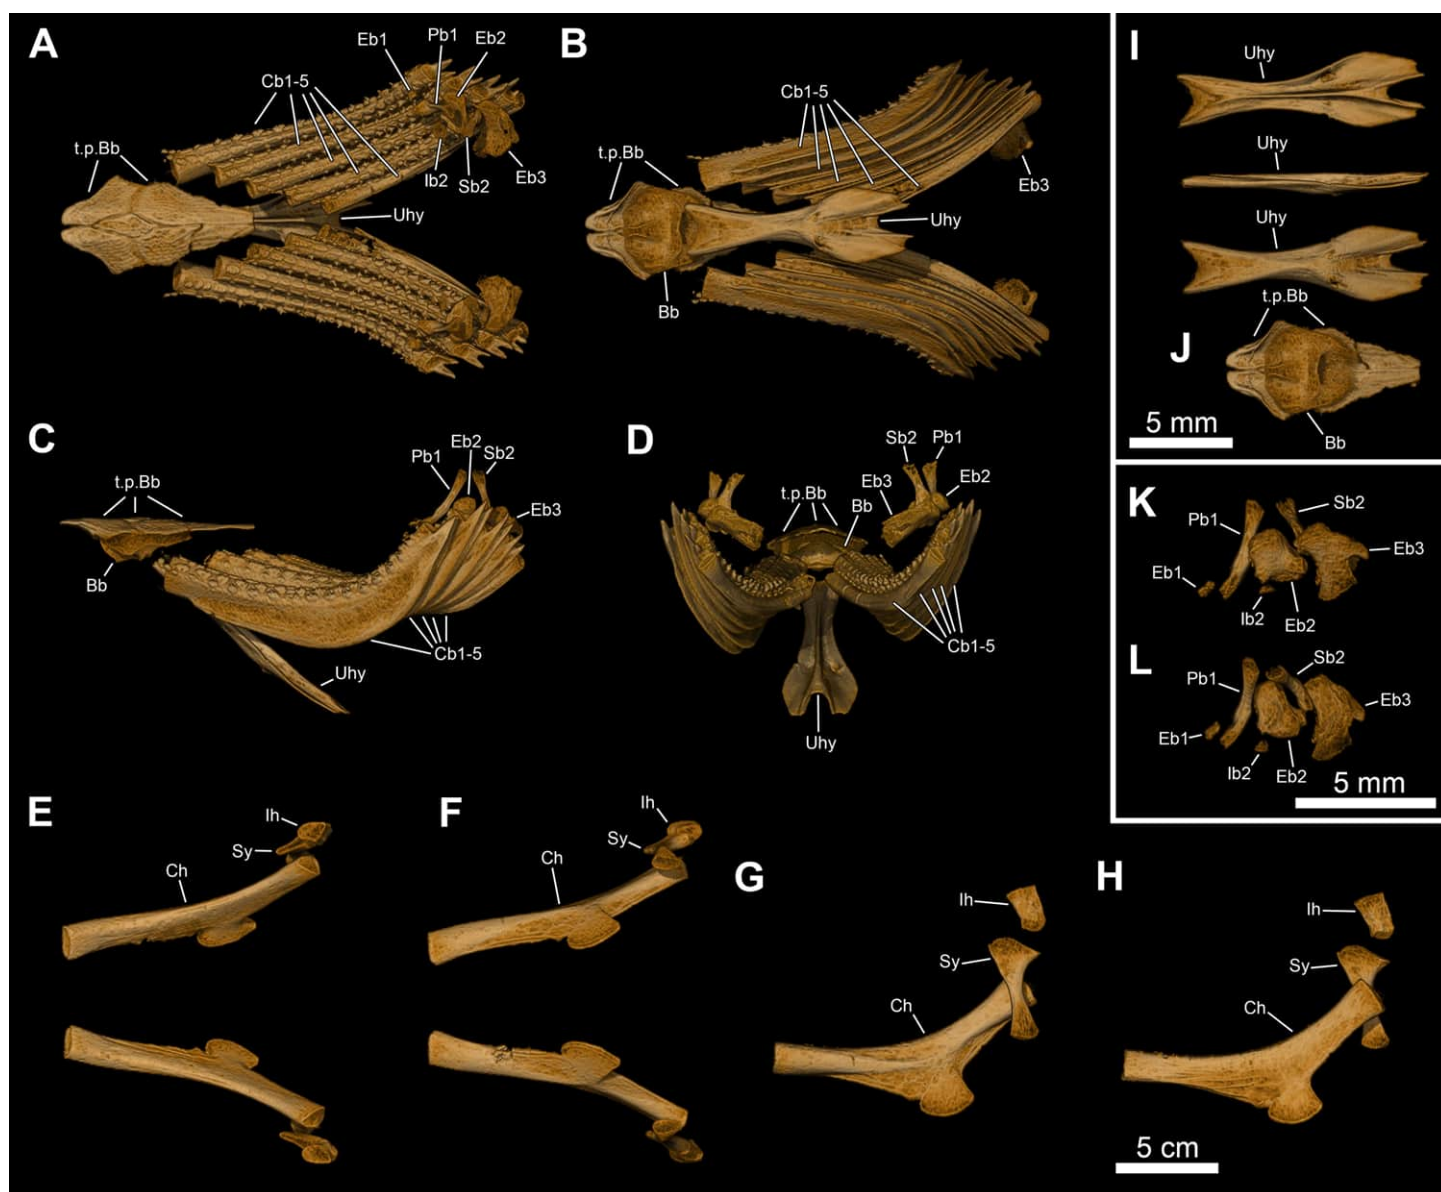 A
Eb1
Pb1
Eb2
Cb1-5
t.p.Bb
Ib2
Sb2
Eb3
Uhy
B
Cb1-5
t.p.Bb
Eb3
Uhy
Bb
I
Uhy
Uhy
Uhy
t.p.Bb
J
5 mm
Bb
C
Eb2
Pb1
Sb2
t.p.Bb
Eb3
Bb
Cb1-5
Uhy
D
Sb2
Pb1
Eb3
Eb2
t.p.Bb
Bb
Cb1-5
Uhy
K
Sb2
Pb1
Eb3
Eb1
Ib2
Eb2
L
Sb2
Pb1
Eb3
Eb1
Ib2
Eb2
5 mm
E
Ih
Sy
Ch
F
Ih
Sy
Ch
G
Ih
Sy
Ch
H
Ih
Sy
Ch
5 cm